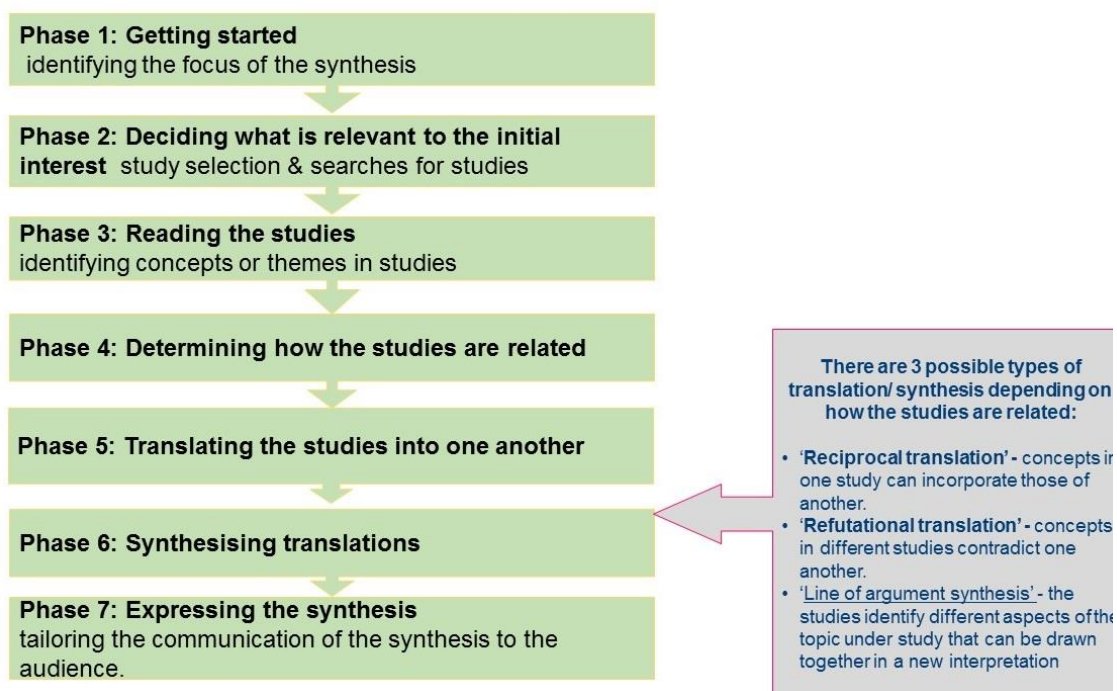 Phase 1: Getting started
identifying the focus of the synthesis
Phase 2: Deciding what is relevant to the initial
interest study selection & searches for studies
Phase 3: Reading the studies
identifying concepts or themes in studies
Phase 4: Determining how the studies are related
Phase 5: Translating the studies into one another
Phase 6: Synthesising translations
Phase 7: Expressing the synthesis
tailoring the communication of the synthesis to the
audience.
There are 3 possible types of
translation/ synthesis depending on
how the studies are related:
• ‘Reciprocal translation’ - concepts in
one study can incorporate those of
another.
• ‘Refutational translation’ - concepts
in different studies contradict one
another.
• ‘Line of argument synthesis’ - the
studies identify different aspects of the
topic under study that can be drawn
together in a new interpretation